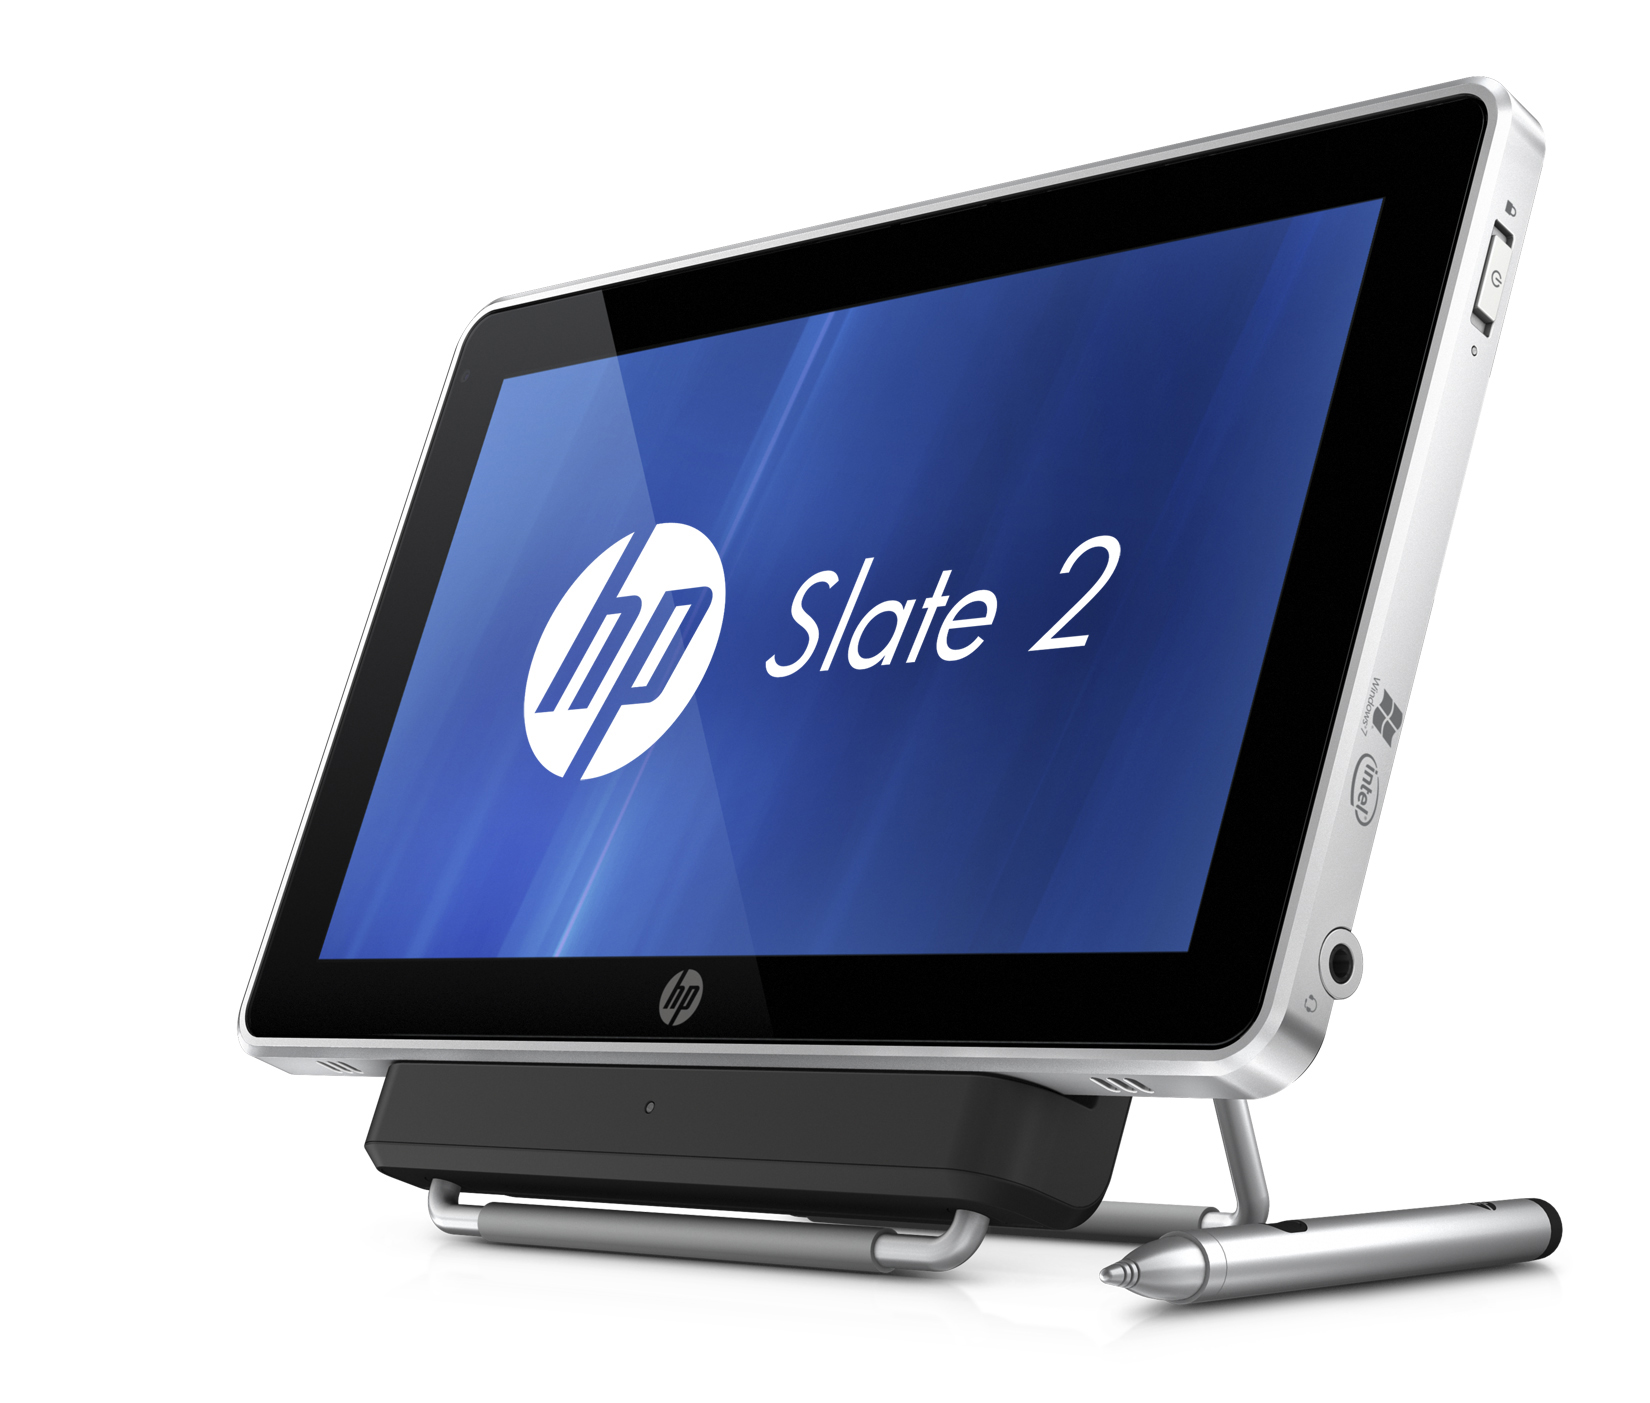 hp Slate 2
Windows 7
intel
hp